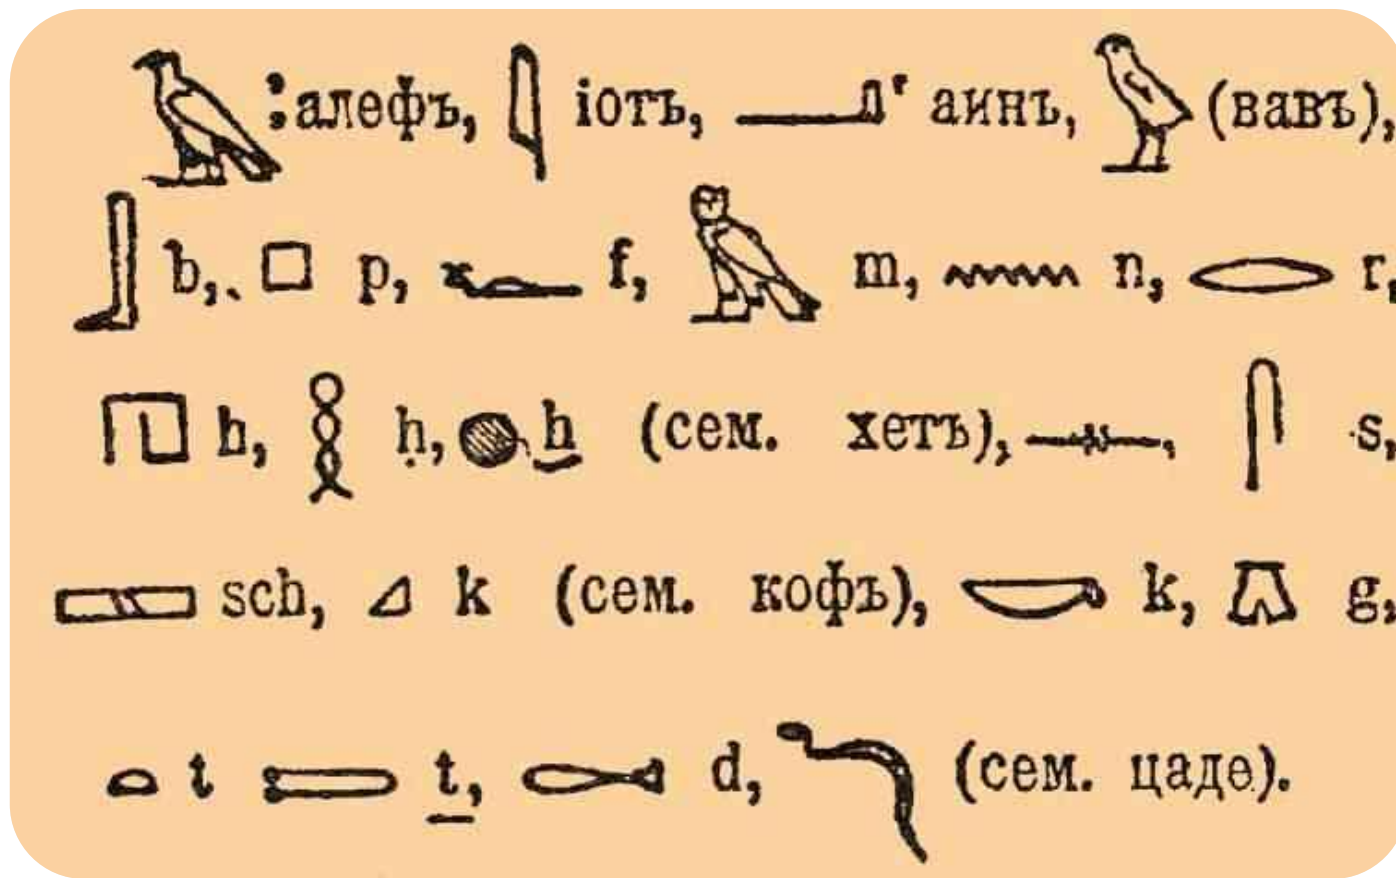 𓄿 ꜣ алефъ, 𓇋 іотъ, 𓂝 ʿ аинъ, 𓅱 (вавъ),
𓃀 b, 𓊪 p, 𓆑 f, 𓅓 m, 𓈖 n, 𓂋 r,
𓉔 h, 𓎛 ḥ, 𓐍 ẖ (сем. хетъ), 𓊃, 𓋴 s,
𓈙 sch, 𓈎 k (сем. кофъ), 𓎡 k, 𓎼 g,
𓏏 t 𓍿 ṯ, 𓂧 d, 𓆓 (сем. цаде).